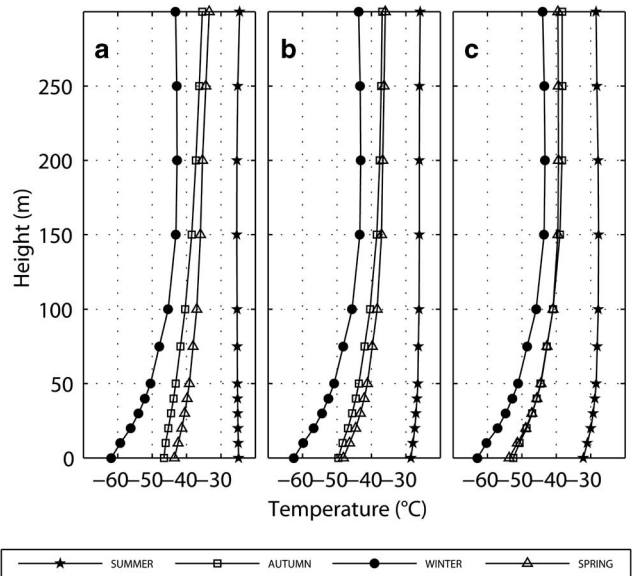 a
b
c
250
200
150
100
50
0
Height (m)
−60 −50 −40 −30 −60 −50 −40 −30 −60 −50 −40 −30
Temperature (°C)
SUMMER AUTUMN WINTER SPRING